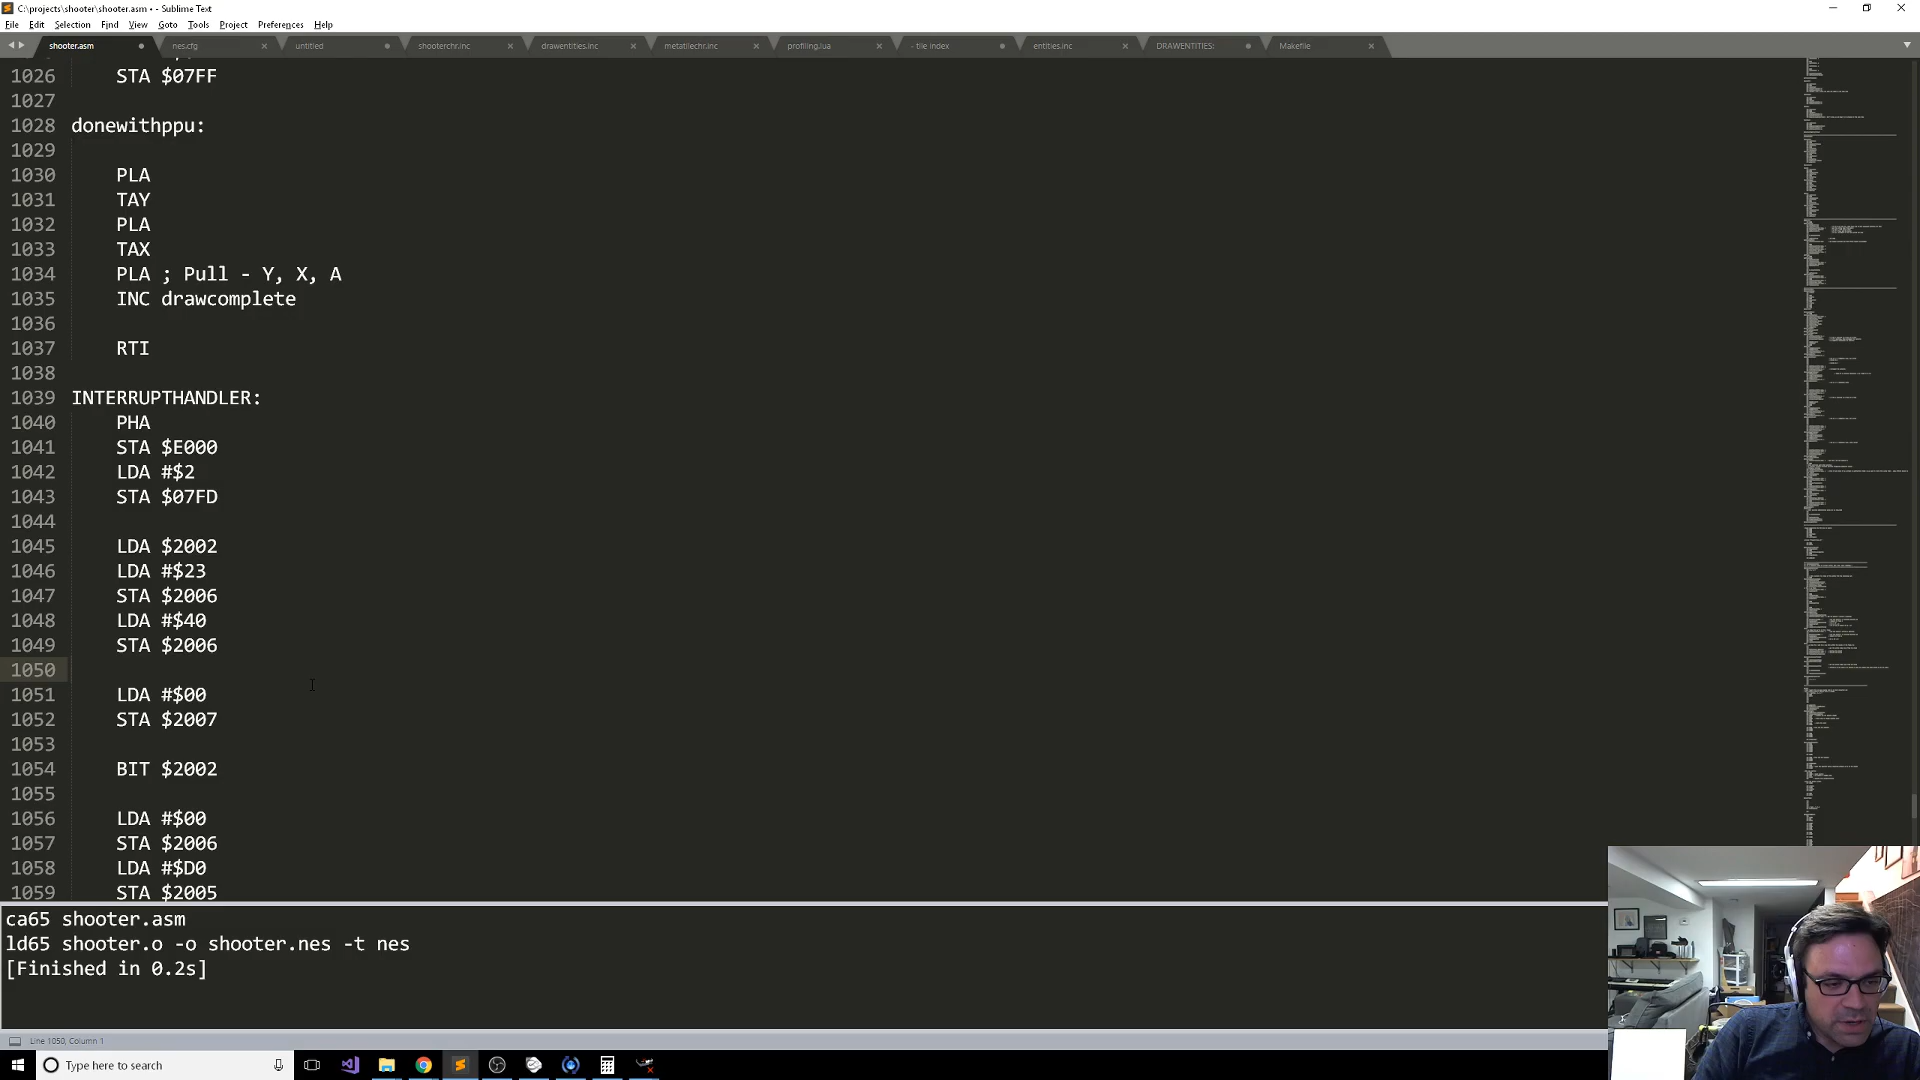 C:\projects\shooter\shooter.asm • - Sublime Text
File Edit Selection Find View Goto Tools Project Preferences Help
shooter.asm nes.cfg untitled shooterchr.inc drawentities.inc metatilechr.inc profiling.lua - tile index entities.inc DRAWENTITIES: Makefile
1026 STA $07FF
1027
1028 donewithppu:
1029
1030 PLA
1031 TAY
1032 PLA
1033 TAX
1034 PLA ; Pull - Y, X, A
1035 INC drawcomplete
1036
1037 RTI
1038
1039 INTERRUPTHANDLER:
1040 PHA
1041 STA $E000
1042 LDA #$2
1043 STA $07FD
1044
1045 LDA $2002
1046 LDA #$23
1047 STA $2006
1048 LDA #$40
1049 STA $2006
1050
1051 LDA #$00
1052 STA $2007
1053
1054 BIT $2002
1055
1056 LDA #$00
1057 STA $2006
1058 LDA #$D0
1059 STA $2005
ca65 shooter.asm
ld65 shooter.o -o shooter.nes -t nes
[Finished in 0.2s]
Line 1050, Column 1
Type here to search